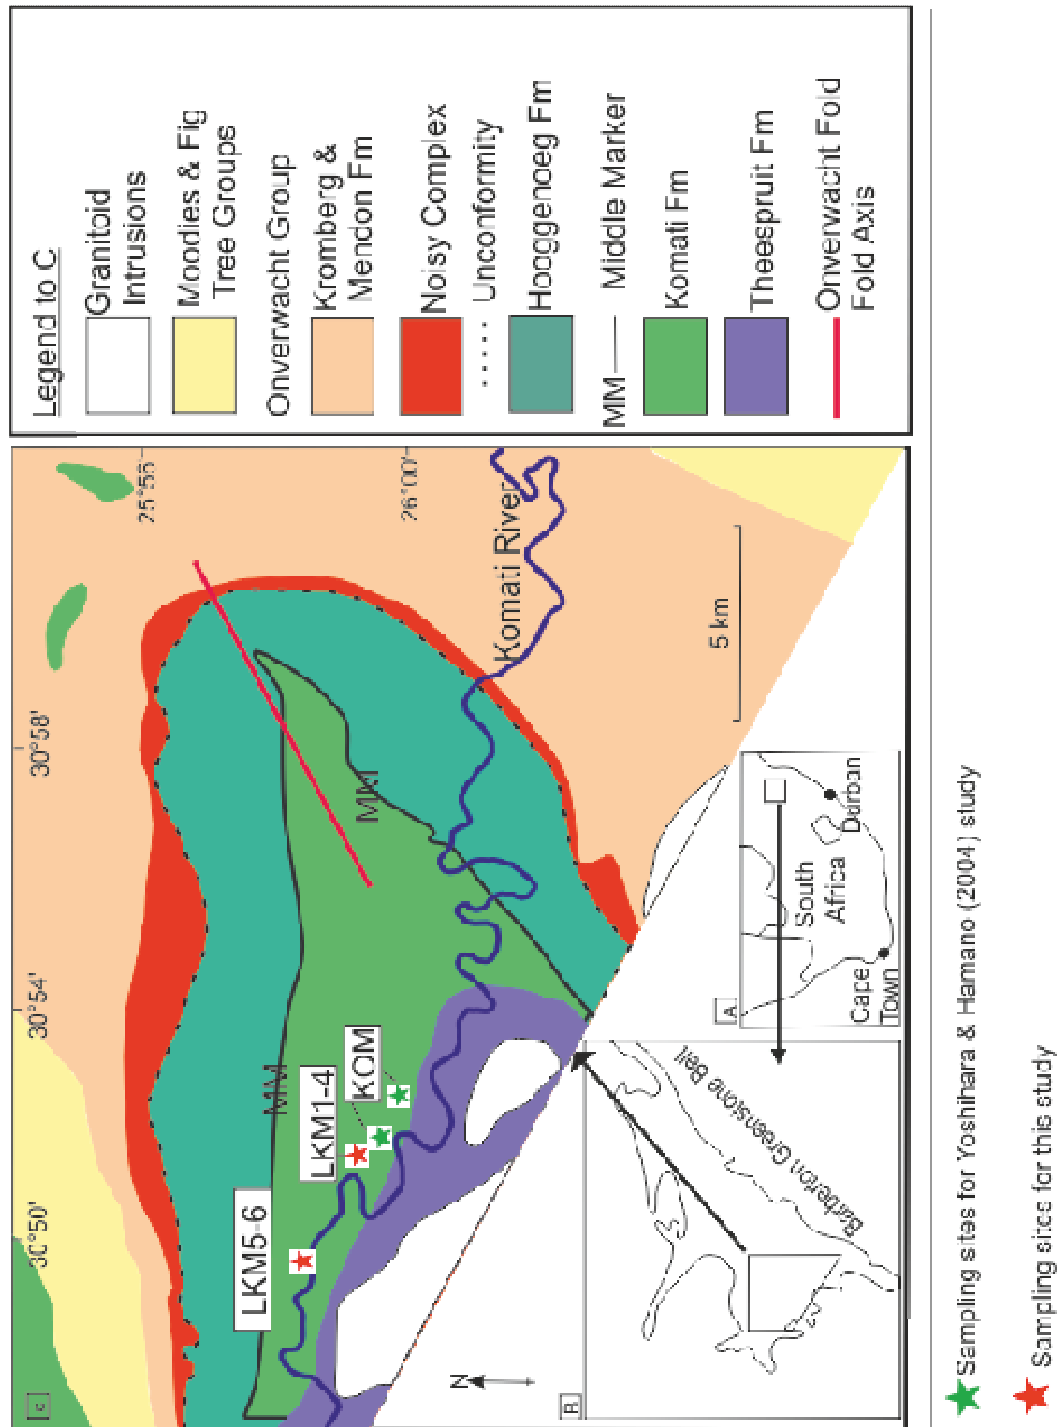 Legend to C
Granitoid
Intrusions
Moodies & Fig
Tree Groups
Onverwacht Group
Kromberg &
Mendon Fm
Noisy Complex
Unconformity
Hooggenoeg Fm
MM
Middle Marker
Komati Fm
Theespruit Fm
Onverwacht Fold
Fold Axis
C
30°50'
30°54'
30°58'
25°55'
26°00'
MM
MM
LKM5-6
LKM1-4
KOM
Komati River
5 km
N
B
Barberton Greenstone Belt
A
South
Africa
Cape
Town
Durban
Sampling sites for Yoshihara & Hamano (2004) study
Sampling sites for this study